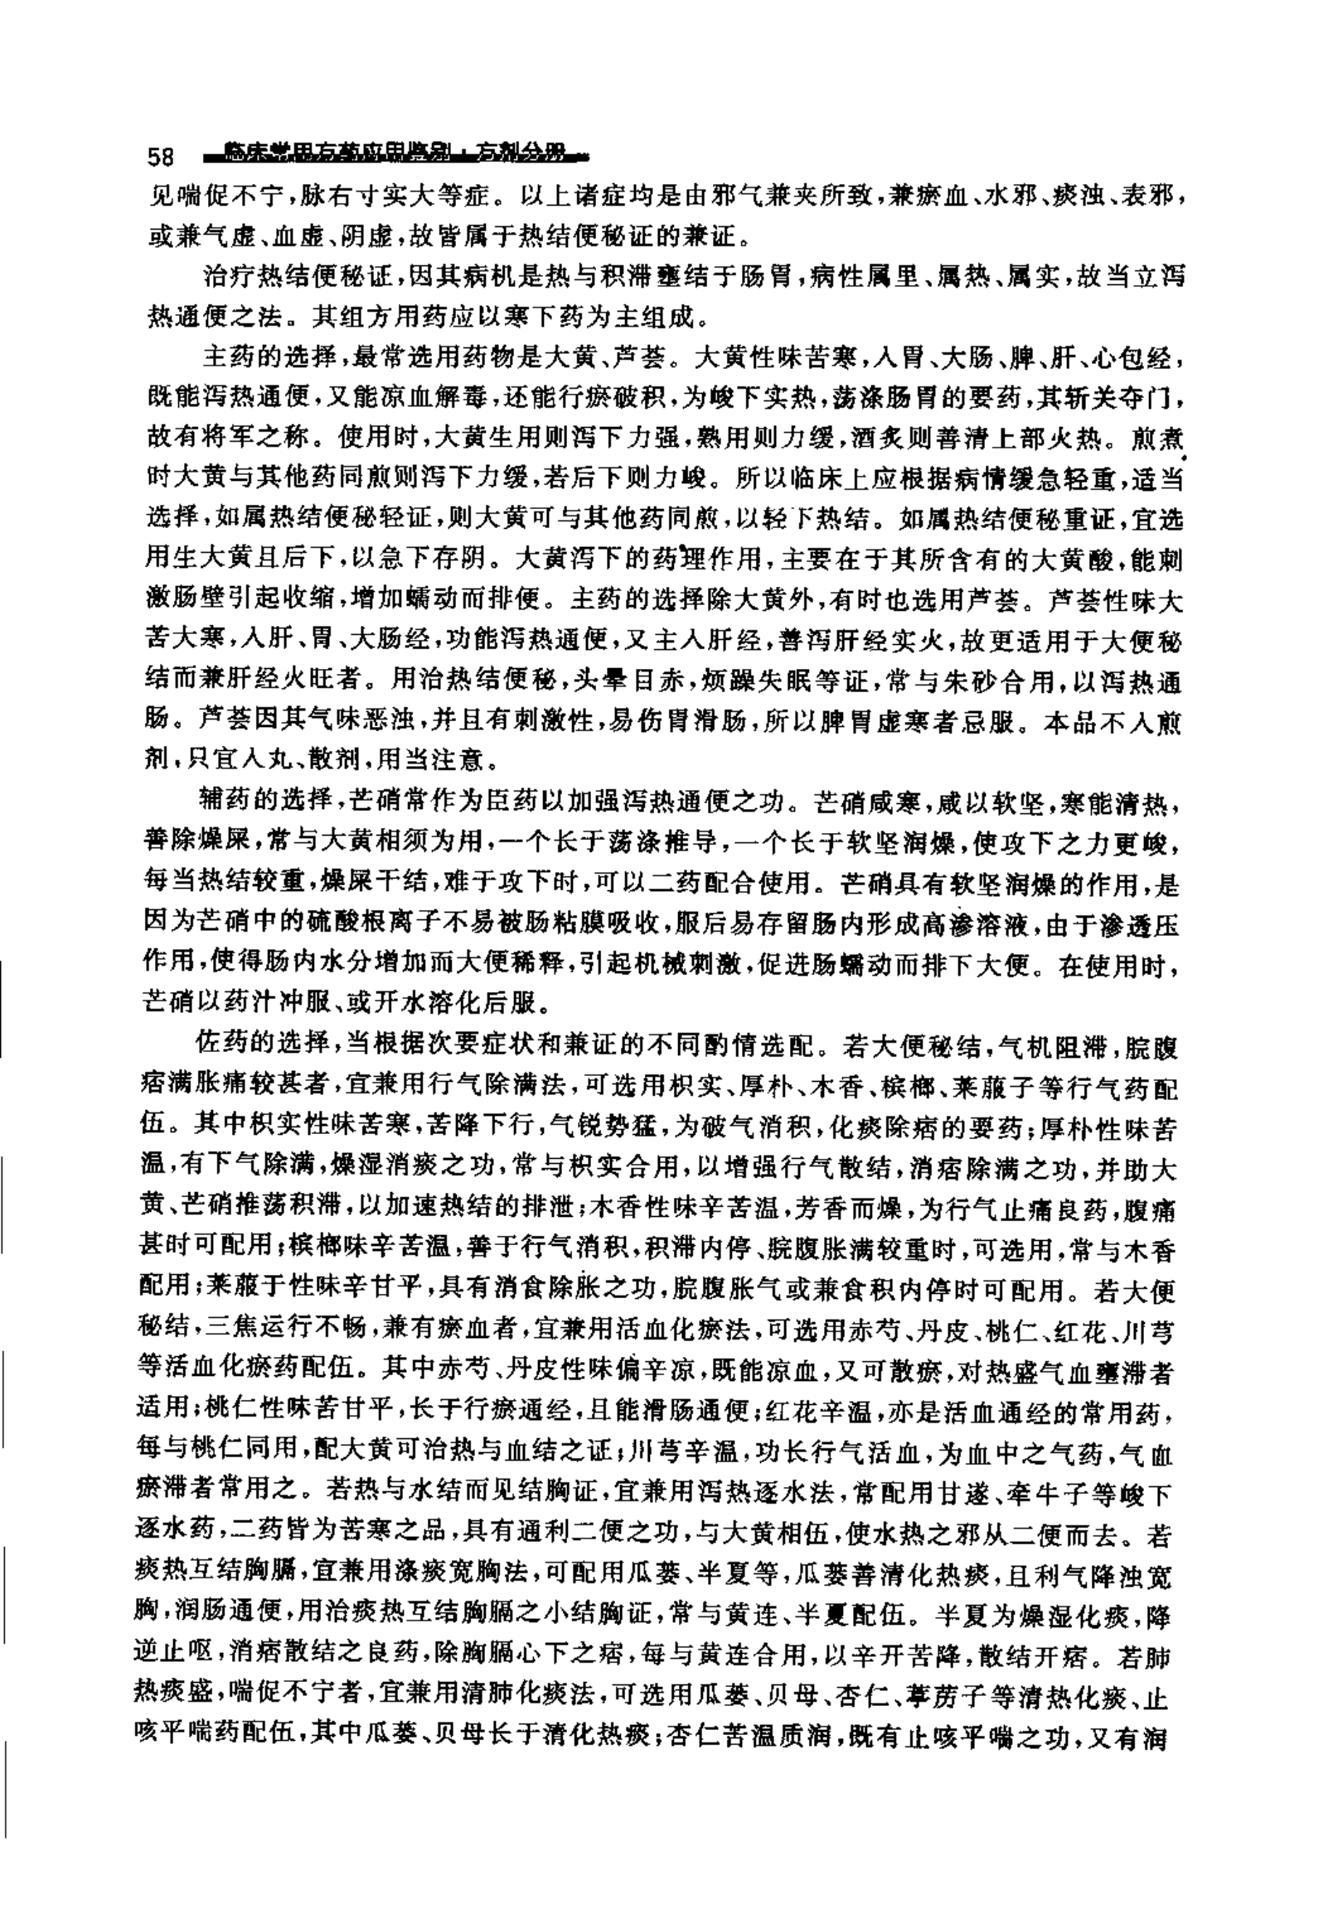 58 临床常用方药应用鉴别·方剂分册
见喘促不宁,脉右寸实大等症。以上诸症均是由邪气兼夹所致,兼瘀血、水邪、痰浊、表邪,
或兼气虚、血虚、阴虚,故皆属于热结便秘证的兼证。
治疗热结便秘证,因其病机是热与积滞壅结于肠胃,病性属里、属热、属实,故当立泻
热通便之法。其组方用药应以寒下药为主组成。
主药的选择,最常选用药物是大黄、芦荟。大黄性味苦寒,入胃、大肠、脾、肝、心包经,
既能泻热通便,又能凉血解毒,还能行瘀破积,为峻下实热,荡涤肠胃的要药,其斩关夺门,
故有将军之称。使用时,大黄生用则泻下力强,熟用则力缓,酒炙则善清上部火热。煎煮
时大黄与其他药同煎则泻下力缓,若后下则力峻。所以临床上应根据病情缓急轻重,适当
选择,如属热结便秘轻证,则大黄可与其他药同煎,以轻下热结。如属热结便秘重证,宜选
用生大黄且后下,以急下存阴。大黄泻下的药理作用,主要在于其所含有的大黄酸,能刺
激肠壁引起收缩,增加蠕动而排便。主药的选择除大黄外,有时也选用芦荟。芦荟性味大
苦大寒,入肝、胃、大肠经,功能泻热通便,又主入肝经,善泻肝经实火,故更适用于大便秘
结而兼肝经火旺者。用治热结便秘,头晕目赤,烦躁失眠等证,常与朱砂合用,以泻热通
肠。芦荟因其气味恶浊,并且有刺激性,易伤胃滑肠,所以脾胃虚寒者忌服。本品不入煎
剂,只宜入丸、散剂,用当注意。
辅药的选择,芒硝常作为臣药以加强泻热通便之功。芒硝咸寒,咸以软坚,寒能清热,
善除燥屎,常与大黄相须为用,一个长于荡涤推导,一个长于软坚润燥,使攻下之力更峻,
每当热结较重,燥屎干结,难于攻下时,可以二药配合使用。芒硝具有软坚润燥的作用,是
因为芒硝中的硫酸根离子不易被肠粘膜吸收,服后易存留肠内形成高渗溶液,由于渗透压
作用,使得肠内水分增加而大便稀释,引起机械刺激,促进肠蠕动而排下大便。在使用时,
芒硝以药汁冲服、或开水溶化后服。
佐药的选择,当根据次要症状和兼证的不同酌情选配。若大便秘结,气机阻滞,脘腹
痞满胀痛较甚者,宜兼用行气除满法,可选用枳实、厚朴、木香、槟榔、莱菔子等行气药配
伍。其中枳实性味苦寒,苦降下行,气锐势猛,为破气消积,化痰除痞的要药;厚朴性味苦
温,有下气除满,燥湿消痰之功,常与枳实合用,以增强行气散结,消痞除满之功,并助大
黄、芒硝推荡积滞,以加速热结的排泄;木香性味辛苦温,芳香而燥,为行气止痛良药,腹痛
甚时可配用;槟榔味辛苦温,善于行气消积,积滞内停、脘腹胀满较重时,可选用,常与木香
配用;莱菔于性味辛甘平,具有消食除胀之功,脘腹胀气或兼食积内停时可配用。若大便
秘结,三焦运行不畅,兼有瘀血者,宜兼用活血化瘀法,可选用赤芍、丹皮、桃仁、红花、川芎
等活血化瘀药配伍。其中赤芍、丹皮性味偏辛凉,既能凉血,又可散瘀,对热盛气血壅滞者
适用;桃仁性味苦甘平,长于行瘀通经,且能滑肠通便;红花辛温,亦是活血通经的常用药,
每与桃仁同用,配大黄可治热与血结之证;川芎辛温,功长行气活血,为血中之气药,气血
瘀滞者常用之。若热与水结而见结胸证,宜兼用泻热逐水法,常配用甘遂、牵牛子等峻下
逐水药,二药皆为苦寒之品,具有通利二便之功,与大黄相伍,使水热之邪从二便而去。若
痰热互结胸膈,宜兼用涤痰宽胸法,可配用瓜蒌、半夏等,瓜蒌善清化热痰,且利气降浊宽
胸,润肠通便,用治痰热互结胸膈之小结胸证,常与黄连、半夏配伍。半夏为燥湿化痰,降
逆止呕,消痞散结之良药,除胸膈心下之痞,每与黄连合用,以辛开苦降,散结开痞。若肺
热痰盛,喘促不宁者,宜兼用清肺化痰法,可选用瓜蒌、贝母、杏仁、葶苈子等清热化痰、止
咳平喘药配伍,其中瓜蒌、贝母长于清化热痰;杏仁苦温质润,既有止咳平喘之功,又有润